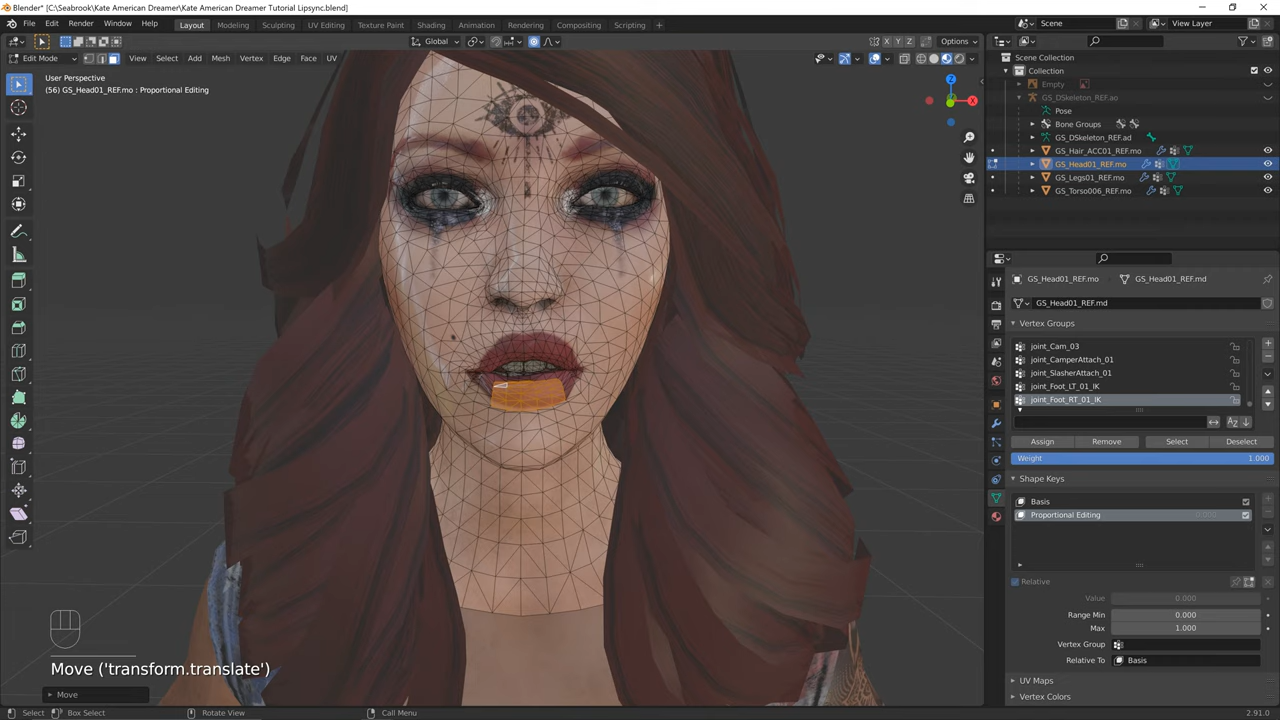 Blender* [C:\Seabrook\Kate American Dreamer\Kate American Dreamer Tutorial Lipsync.blend]
File Edit Render Window Help Layout Modeling Sculpting UV Editing Texture Paint Shading Animation Rendering Compositing Scripting Scene View Layer
Global Options
Edit Mode View Select Add Mesh Vertex Edge Face UV
User Perspective
(56) GS_Head01_REF.mo : Proportional Editing
Z
X
Scene Collection
Collection
Empty
GS_DSkeleton_REF.ao
Pose
Bone Groups
GS_DSkeleton_REF.ad
GS_Hair_ACC01_REF.mo
GS_Head01_REF.mo
GS_Legs01_REF.mo
GS_Torso006_REF.mo
GS_Head01_REF.mo GS_Head01_REF.md
GS_Head01_REF.md
Vertex Groups
joint_Cam_03
joint_CamperAttach_01
joint_SlasherAttach_01
joint_Foot_LT_01_IK
joint_Foot_RT_01_IK
Assign Remove Select Deselect
Weight 1.000
Shape Keys
Basis
Proportional Editing 0.000
Relative
Value 0.000
Range Min 0.000
Max 1.000
Vertex Group
Relative To Basis
UV Maps
Vertex Colors
Move ('transform.translate')
Move
Select Box Select Rotate View Call Menu 2.91.0